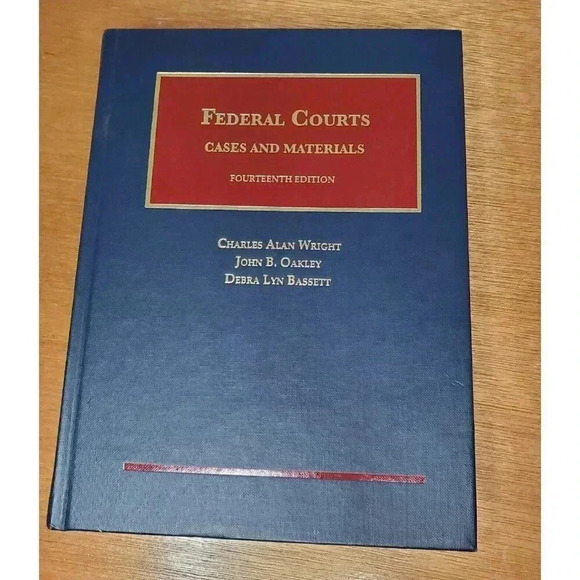 FEDERAL COURTS
CASES AND MATERIALS
FOURTEENTH EDITION
CHARLES ALAN WRIGHT
JOHN B. OAKLEY
DEBRA LYN BASSETT